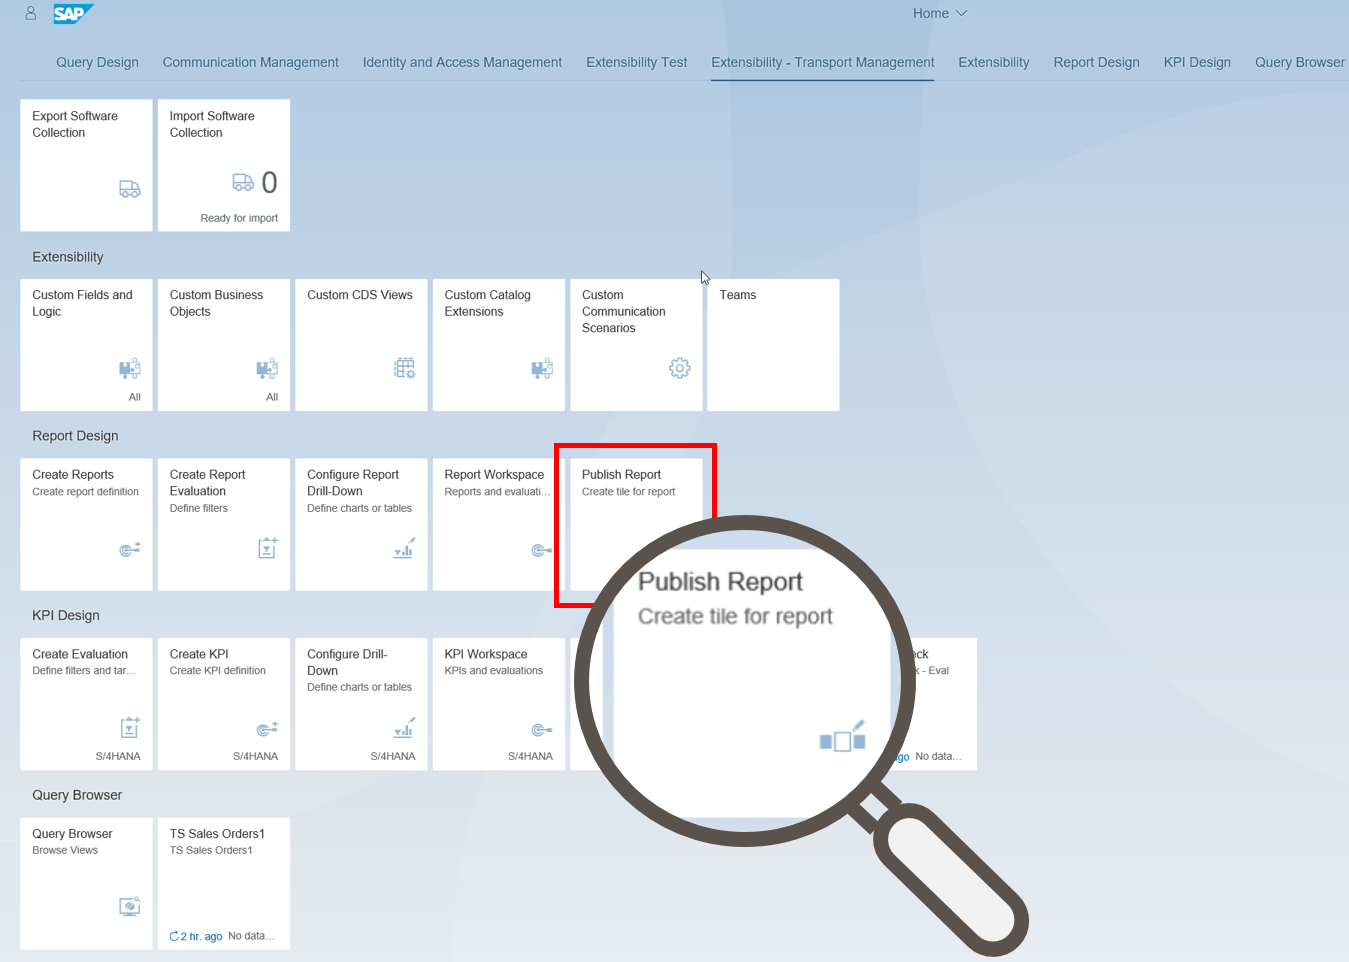 SAP
Home
Query Design
Communication Management
Identity and Access Management
Extensibility Test
Extensibility - Transport Management
Extensibility
Report Design
KPI Design
Query Browser
Export Software
Collection
Import Software
Collection
0
Ready for import
Extensibility
Custom Fields and
Logic
All
Custom Business
Objects
All
Custom CDS Views
Custom Catalog
Extensions
Custom
Communication
Scenarios
Teams
Report Design
Create Reports
Create report definition
Create Report
Evaluation
Define filters
Configure Report
Drill-Down
Define charts or tables
Report Workspace
Reports and evaluati...
Publish Report
Create tile for report
Publish Report
Create tile for report
KPI Design
Create Evaluation
Define filters and tar...
S/4HANA
Create KPI
Create KPI definition
S/4HANA
Configure Drill-
Down
Define charts or tables
S/4HANA
KPI Workspace
KPIs and evaluations
S/4HANA
eck
- Eval
ago No data...
Query Browser
Query Browser
Browse Views
TS Sales Orders1
TS Sales Orders1
2 hr. ago No data...